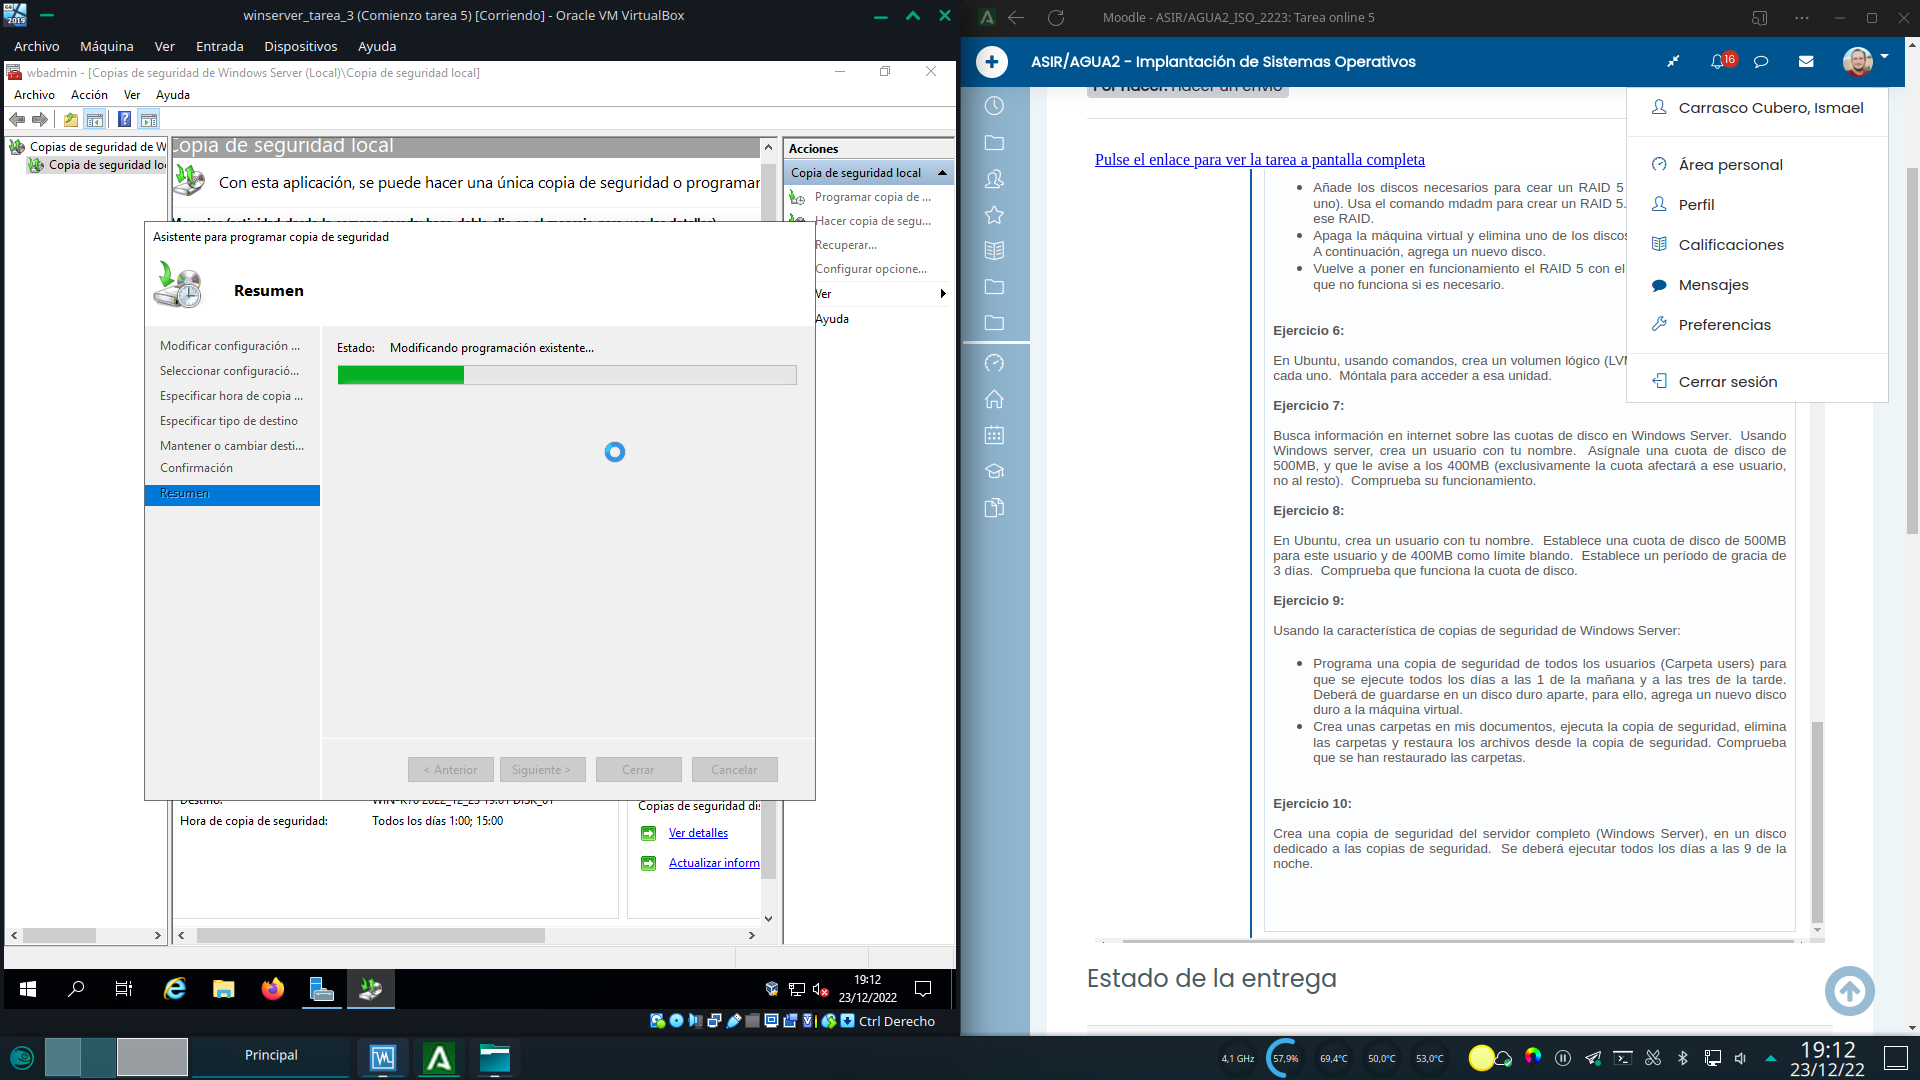 winserver_tarea_3 (Comienzo tarea 5) [Corriendo] - Oracle VM VirtualBox
Archivo Máquina Ver Entrada Dispositivos Ayuda
wbadmin - [Copias de seguridad de Windows Server (Local)\Copia de seguridad local]
Archivo Acción Ver Ayuda
Copias de seguridad de W
Copia de seguridad lo
Copia de seguridad local
Con esta aplicación, se puede hacer una única copia de seguridad o programar
Acciones
Copia de seguridad local
Programar copia de ...
Hacer copia de segu...
Recuperar...
Configurar opcione...
Ver
Ayuda
Asistente para programar copia de seguridad
Resumen
Modificar configuración ...
Seleccionar configuració...
Especificar hora de copia ...
Especificar tipo de destino
Mantener o cambiar desti...
Confirmación
Resumen
Estado: Modificando programación existente...
< Anterior Siguiente > Cerrar Cancelar
Hora de copia de seguridad: Todos los días 1:00; 15:00
Copias de seguridad di
Ver detalles
Actualizar inform
19:12
23/12/2022
Ctrl Derecho
Moodle - ASIR/AGUA2_ISO_2223: Tarea online 5
ASIR/AGUA2 - Implantación de Sistemas Operativos
16
Por hacer: Hacer un envío
Carrasco Cubero, Ismael
Área personal
Perfil
Calificaciones
Mensajes
Preferencias
Cerrar sesión
Pulse el enlace para ver la tarea a pantalla completa
Añade los discos necesarios para cear un RAID 5
uno). Usa el comando mdadm para crear un RAID 5.
ese RAID.
Apaga la máquina virtual y elimina uno de los discos
A continuación, agrega un nuevo disco.
Vuelve a poner en funcionamiento el RAID 5 con el
que no funciona si es necesario.
Ejercicio 6:
En Ubuntu, usando comandos, crea un volumen lógico (LVM
cada uno. Móntala para acceder a esa unidad.
Ejercicio 7:
Busca información en internet sobre las cuotas de disco en Windows Server. Usando
Windows server, crea un usuario con tu nombre. Asígnale una cuota de disco de
500MB, y que le avise a los 400MB (exclusivamente la cuota afectará a ese usuario,
no al resto). Comprueba su funcionamiento.
Ejercicio 8:
En Ubuntu, crea un usuario con tu nombre. Establece una cuota de disco de 500MB
para este usuario y de 400MB como límite blando. Establece un período de gracia de
3 días. Comprueba que funciona la cuota de disco.
Ejercicio 9:
Usando la característica de copias de seguridad de Windows Server:
Programa una copia de seguridad de todos los usuarios (Carpeta users) para
que se ejecute todos los días a las 1 de la mañana y a las tres de la tarde.
Deberá de guardarse en un disco duro aparte, para ello, agrega un nuevo disco
duro a la máquina virtual.
Crea unas carpetas en mis documentos, ejecuta la copia de seguridad, elimina
las carpetas y restaura los archivos desde la copia de seguridad. Comprueba
que se han restaurado las carpetas.
Ejercicio 10:
Crea una copia de seguridad del servidor completo (Windows Server), en un disco
dedicado a las copias de seguridad. Se deberá ejecutar todos los días a las 9 de la
noche.
Estado de la entrega
Principal
4,1 GHz 57,9% 69,4°C 50,0°C 53,0°C
19:12
23/12/22